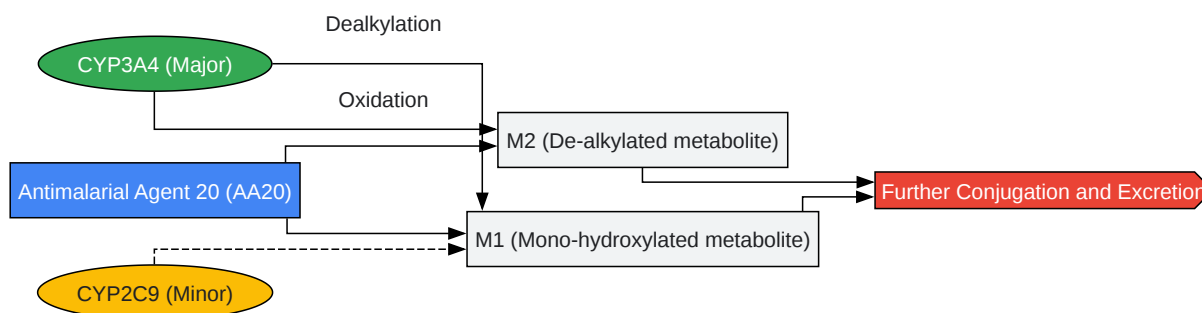 Dealkylation
CYP3A4 (Major)
Oxidation
M2 (De-alkylated metabolite)
Antimalarial Agent 20 (AA20)
Further Conjugation and Excretion
M1 (Mono-hydroxylated metabolite)
CYP2C9 (Minor)